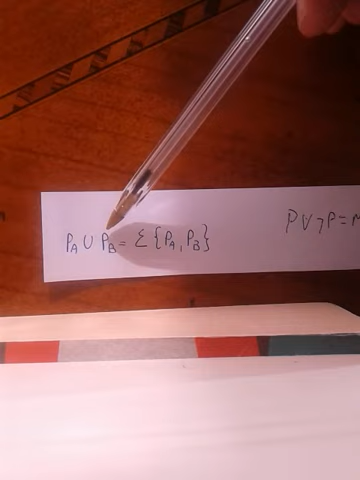 P_A ∪ P_B = Σ {P_A, P_B}
P ∨ ¬P =